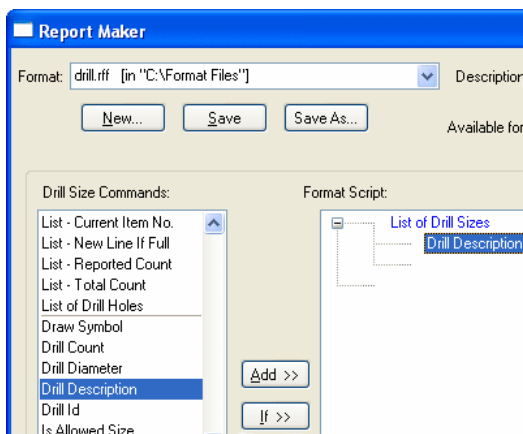 Report Maker
Format: drill.rff [in "C:\Format Files"] Description
New... Save Save As... Available for
Drill Size Commands: Format Script:
List - Current Item No.
List - New Line If Full
List - Reported Count
List - Total Count
List of Drill Holes
Draw Symbol
Drill Count
Drill Diameter
Drill Description
Drill Id
Is Allowed Size
Add >>
If >>
List of Drill Sizes
Drill Description